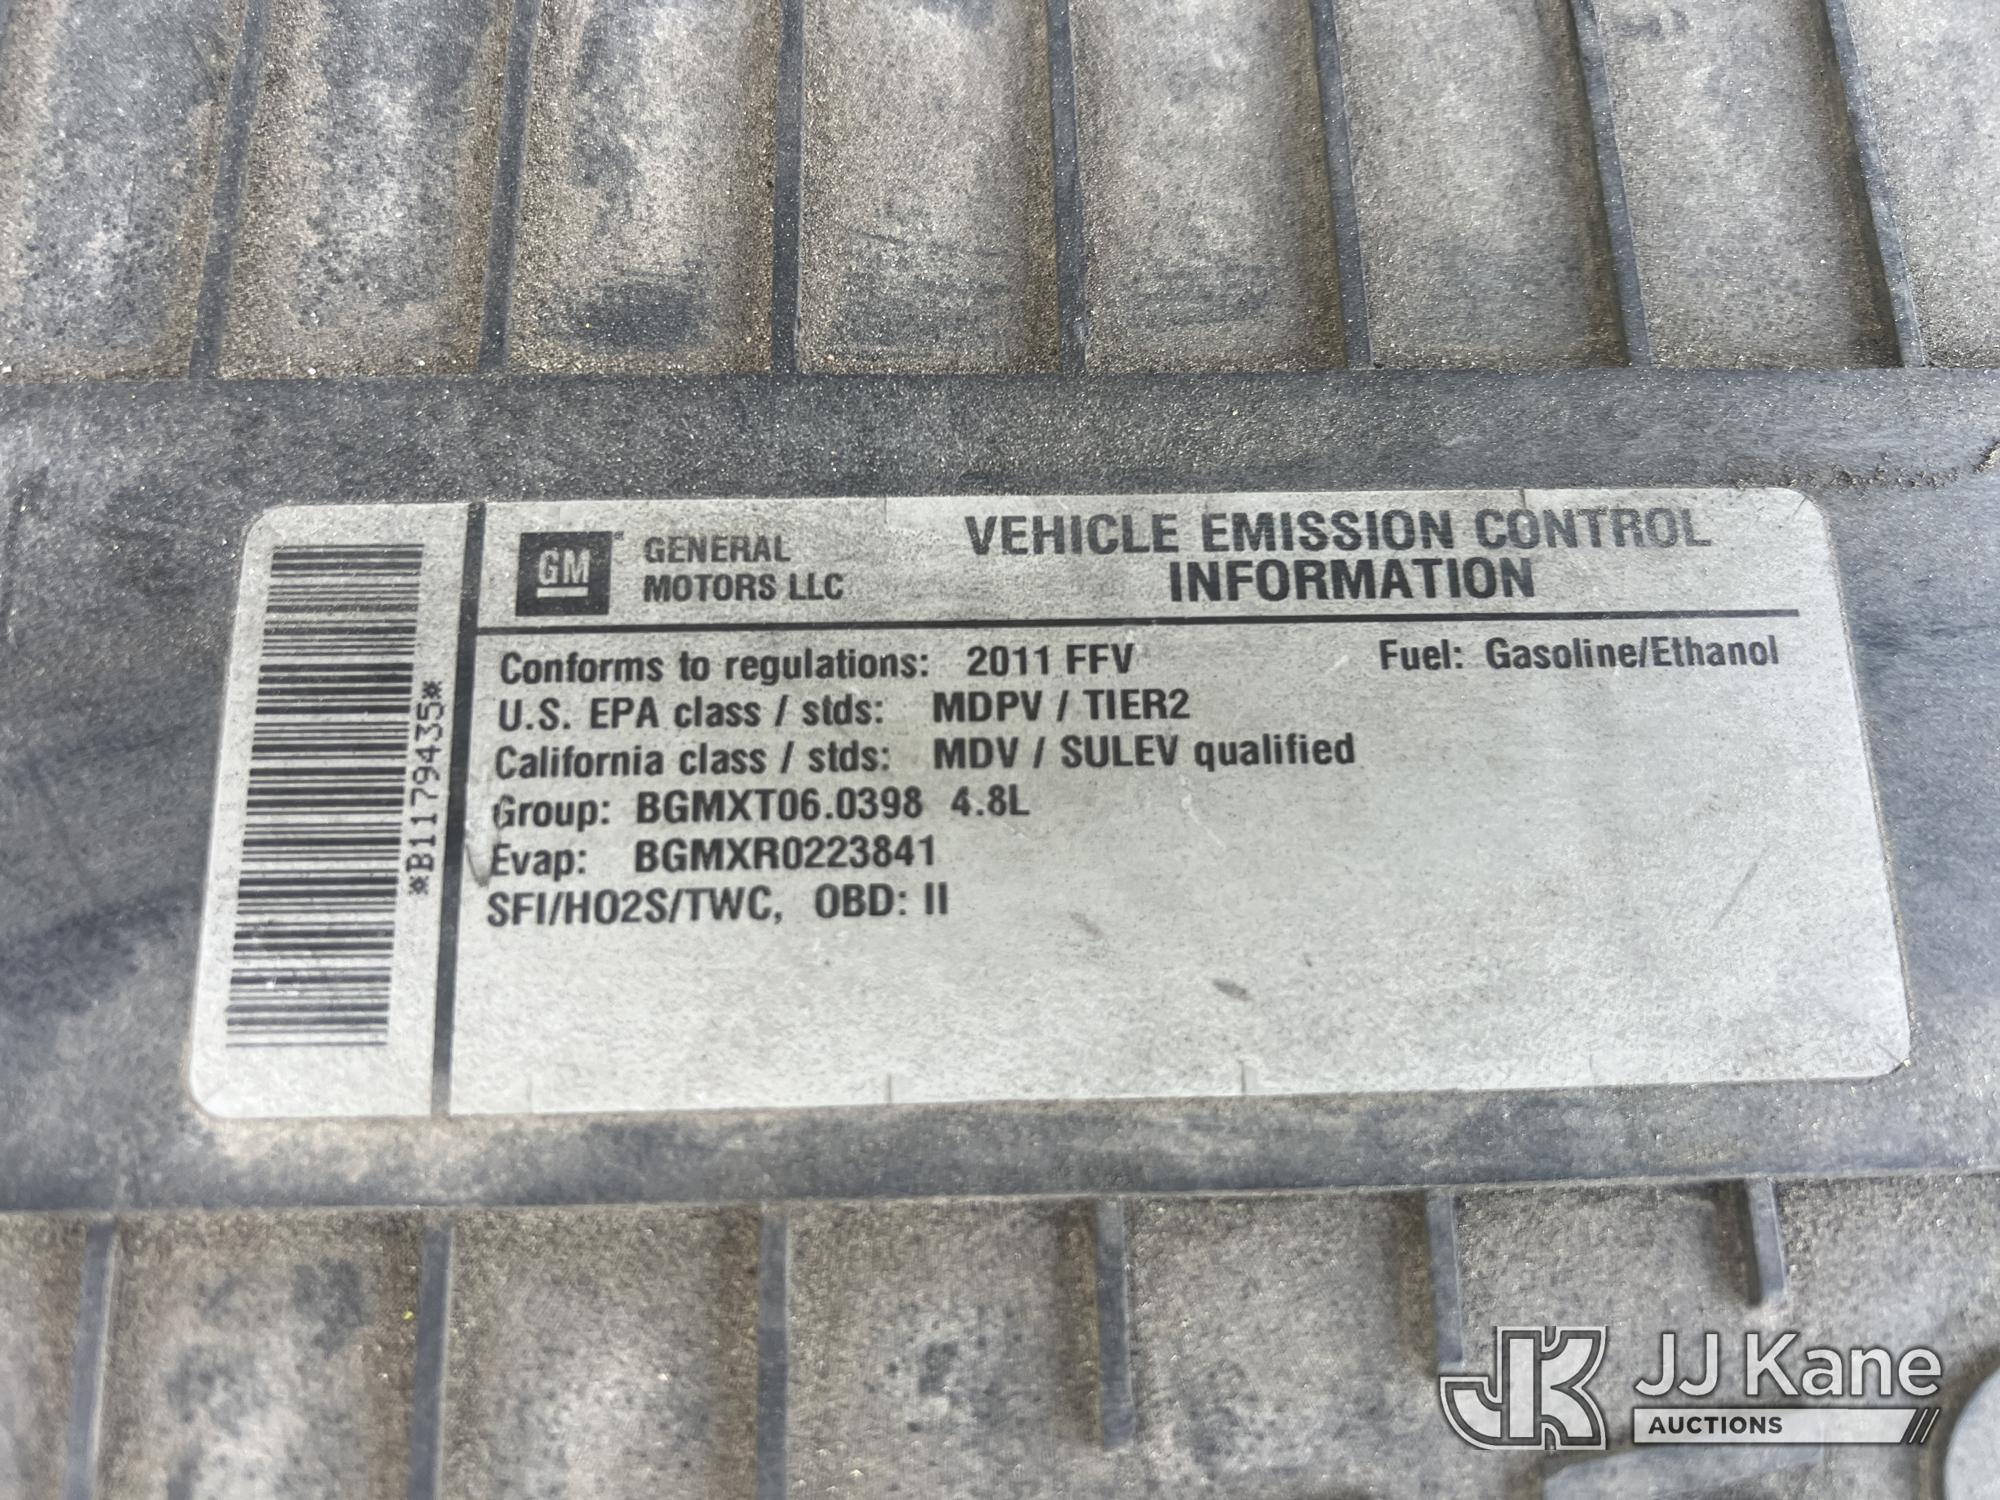 *B1179435*
GM
GENERAL
MOTORS LLC
VEHICLE EMISSION CONTROL
INFORMATION
Conforms to regulations: 2011 FFV Fuel: Gasoline/Ethanol
U.S. EPA class / stds: MDPV / TIER2
California class / stds: MDV / SULEV qualified
Group: BGMXT06.0398 4.8L
Evap: BGMXR0223841
SFI/HO2S/TWC, OBD: II
JK JJ Kane
AUCTIONS